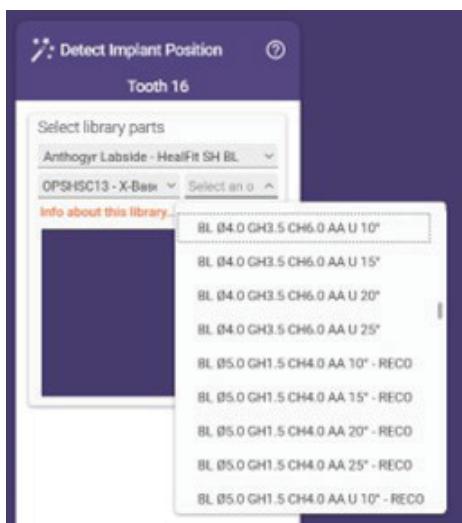 Detect Implant Position
Tooth 16
Select library parts
Anthogyr Labside - HealFit SH BL
OPSHSC13 - X-Base Select an o
Info about this library...
BL Ø4.0 GH3.5 CH6.0 AA U 10°
BL Ø4.0 GH3.5 CH6.0 AA U 15°
BL Ø4.0 GH3.5 CH6.0 AA U 20°
BL Ø4.0 GH3.5 CH6.0 AA U 25°
BL Ø5.0 GH1.5 CH4.0 AA 10° - RECO
BL Ø5.0 GH1.5 CH4.0 AA 15° - RECO
BL Ø5.0 GH1.5 CH4.0 AA 20° - RECO
BL Ø5.0 GH1.5 CH4.0 AA 25° - RECO
BL Ø5.0 GH1.5 CH4.0 AA U 10° - RECO